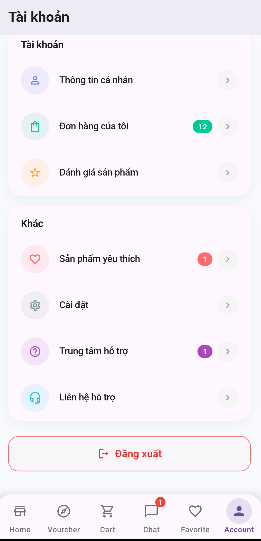 Tài khoản
Tài khoản
Thông tin cá nhân
Đơn hàng của tôi
12
Đánh giá sản phẩm
Khác
Sản phẩm yêu thích
1
Cài đặt
Trung tâm hỗ trợ
1
Liên hệ hỗ trợ
Đăng xuất
1
Home
Vourcher
Cart
Chat
Favorite
Account